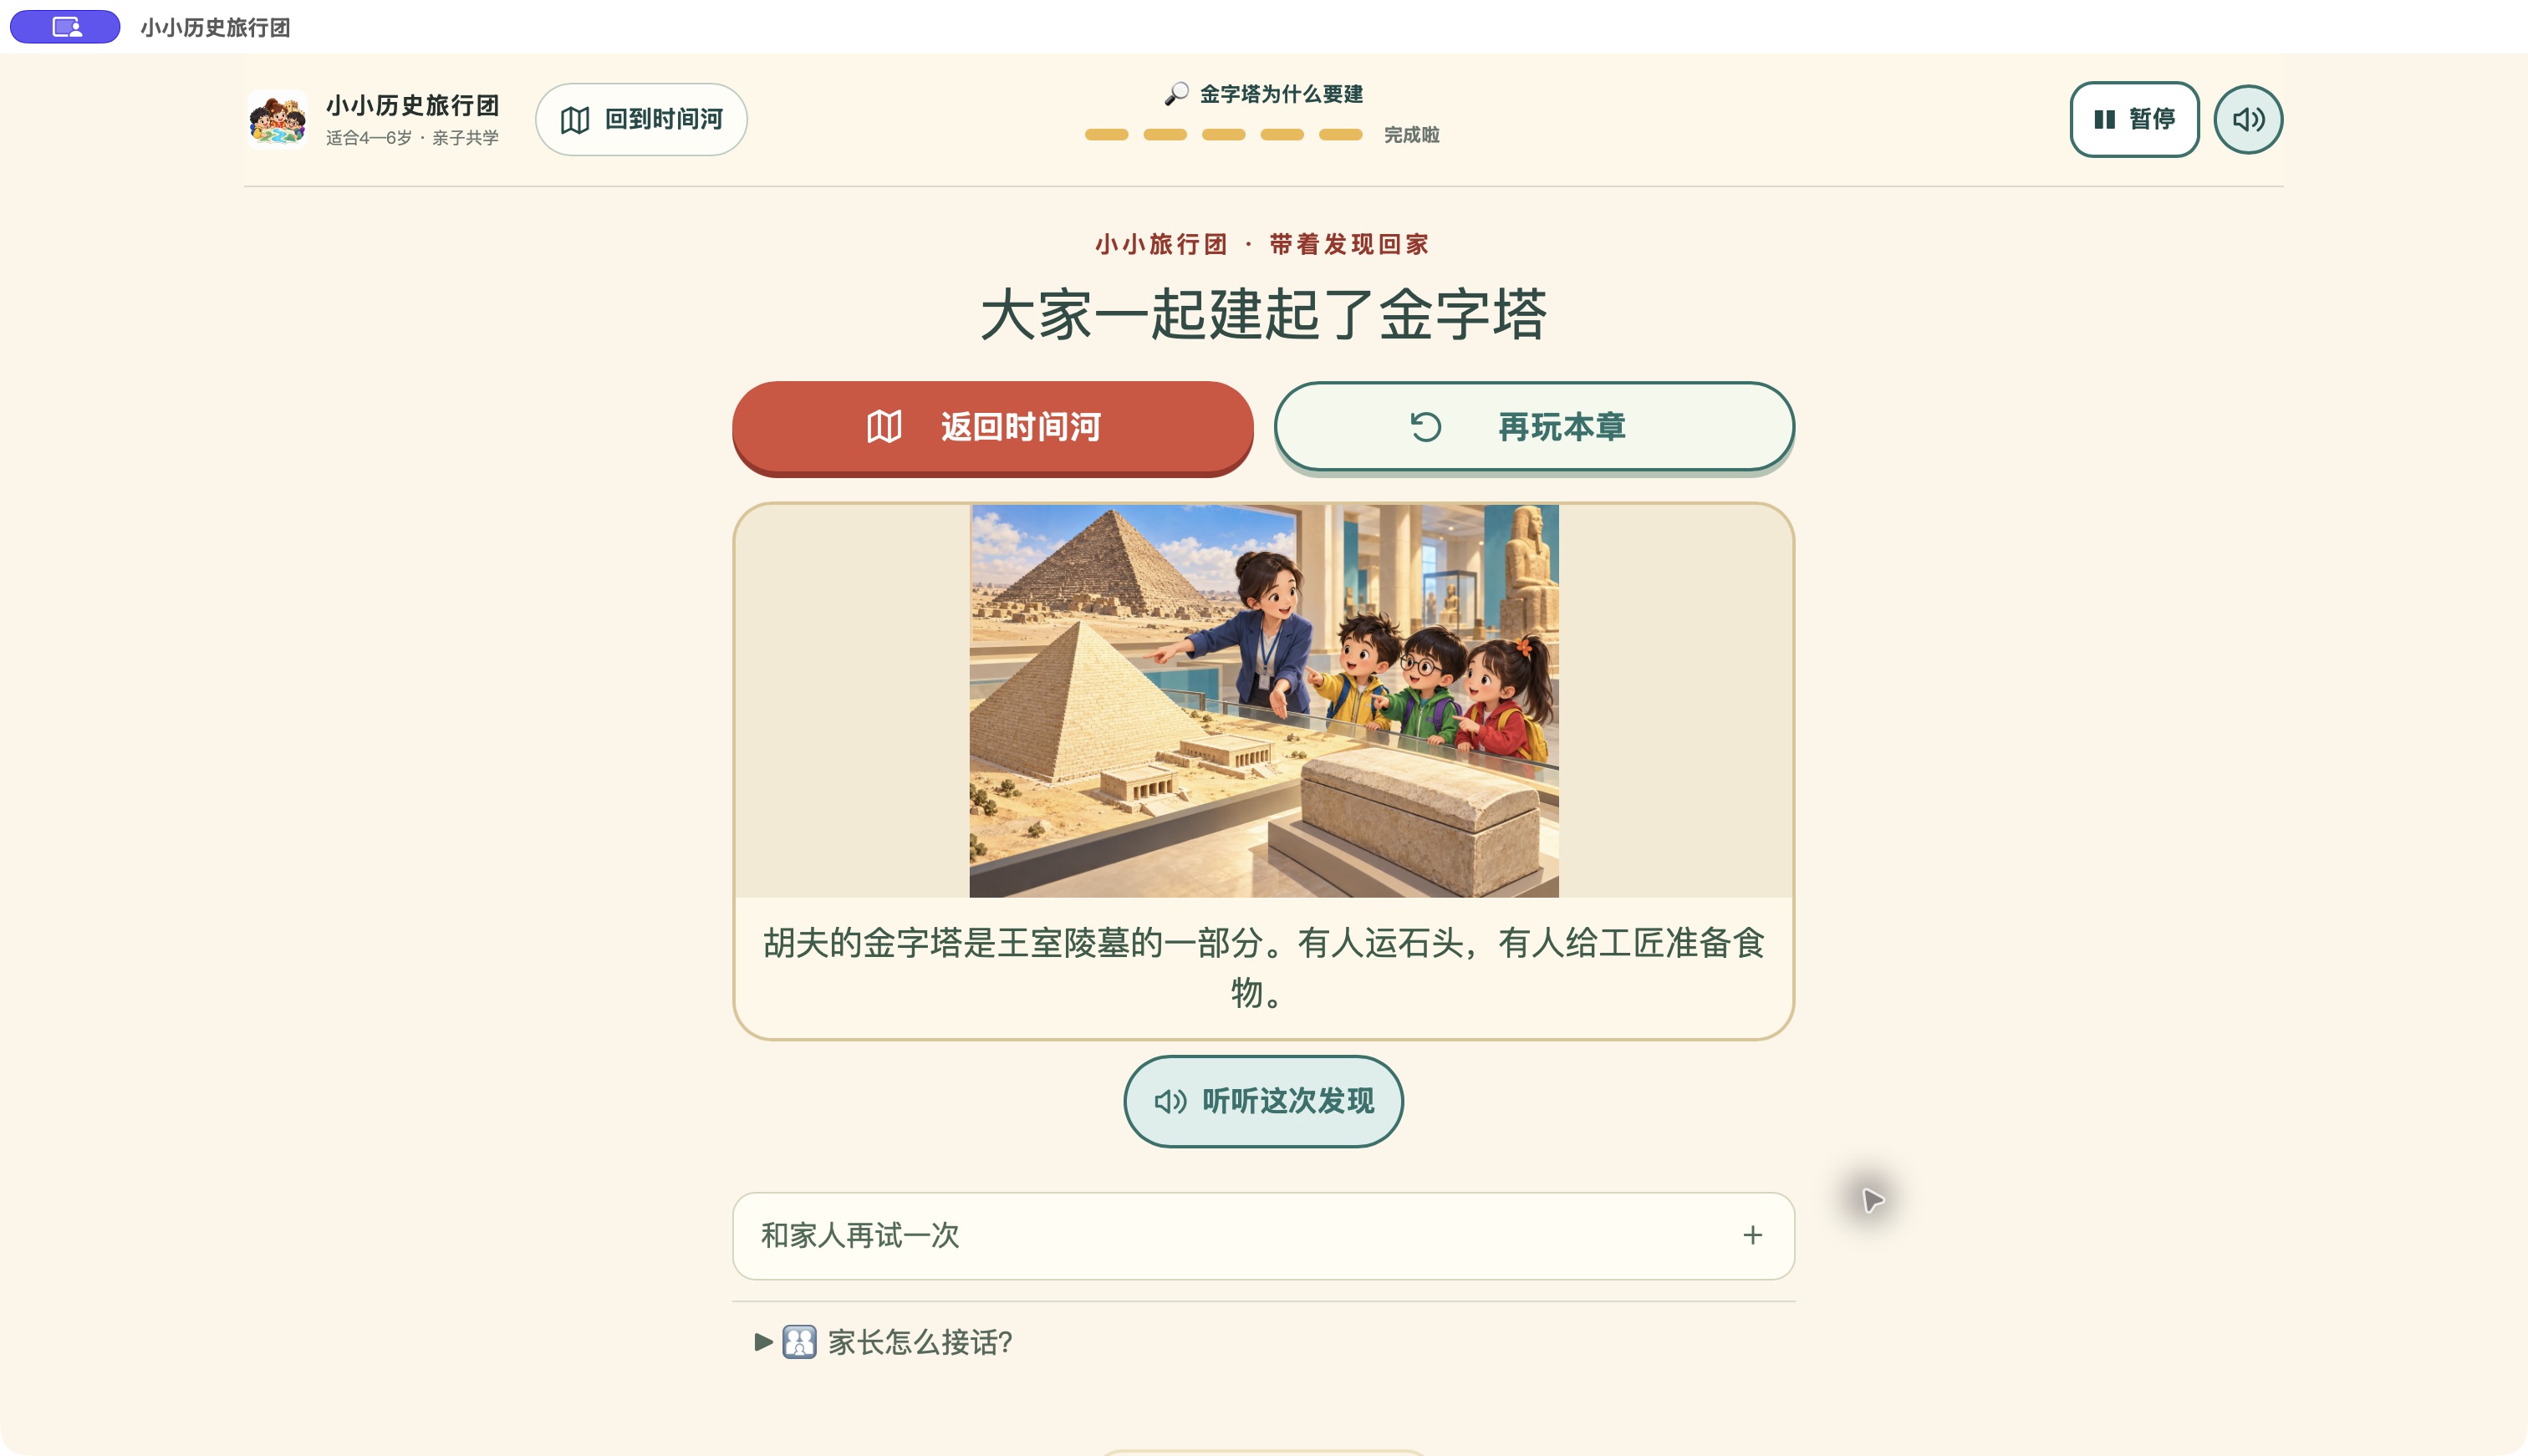 小小历史旅行团
小小历史旅行团
适合4—6岁 · 亲子共学
回到时间河
金字塔为什么要建
完成啦
暂停
小小旅行团 · 带着发现回家
大家一起建起了金字塔
返回时间河
再玩本章
胡夫的金字塔是王室陵墓的一部分。有人运石头，有人给工匠准备食
物。
听听这次发现
和家人再试一次
家长怎么接话？